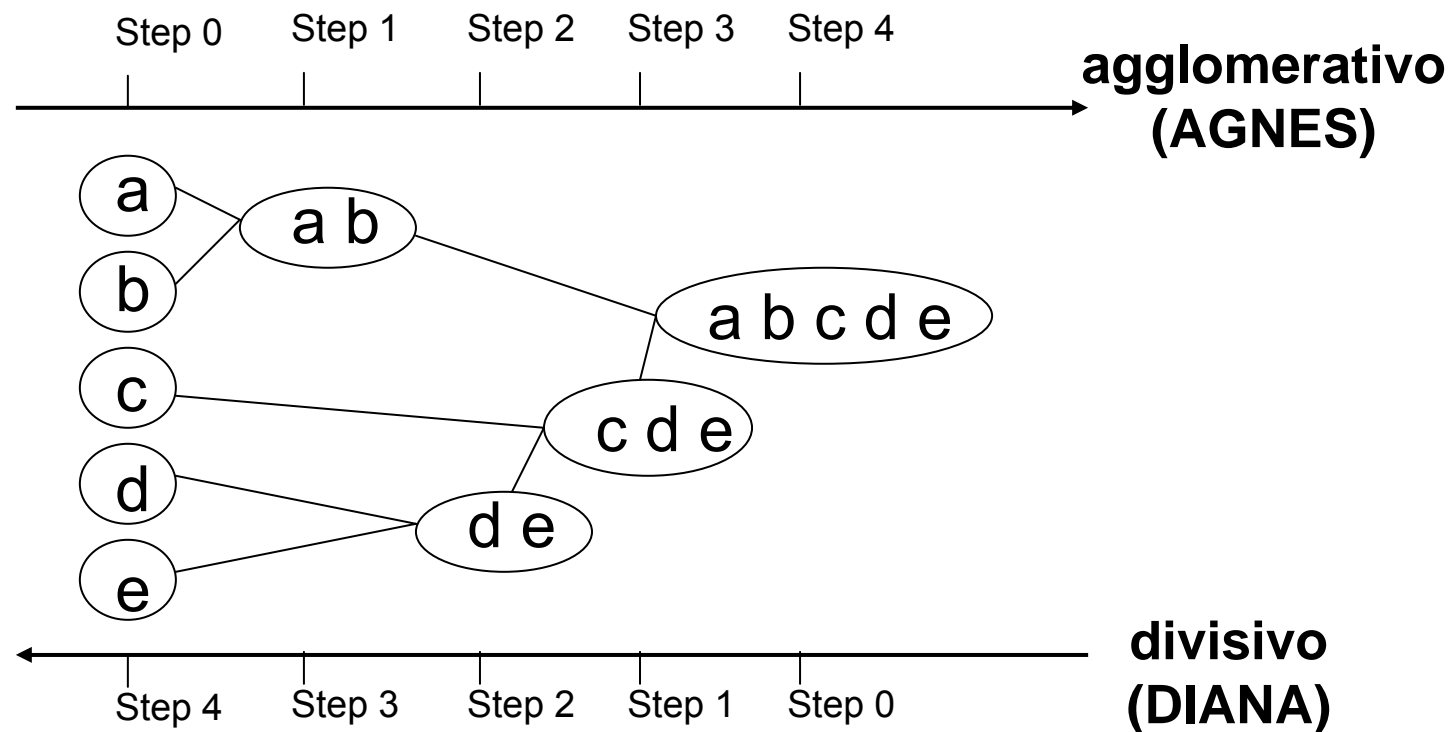 Step 0 Step 1 Step 2 Step 3 Step 4
agglomerativo
(AGNES)
a
a b
b
a b c d e
c
c d e
d
d e
e
divisivo
(DIANA)
Step 4 Step 3 Step 2 Step 1 Step 0